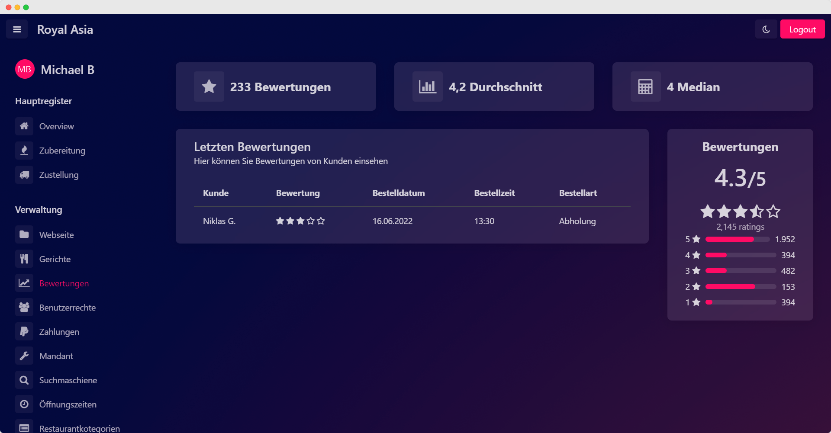 Royal Asia
Logout
MB Michael B
Hauptregister
Overview
Zubereitung
Zustellung
Verwaltung
Webseite
Gerichte
Bewertungen
Benutzerrechte
Zahlungen
Mandant
Suchmaschiene
Öffnungszeiten
Restaurantkategorien
233 Bewertungen
4,2 Durchschnitt
4 Median
Letzten Bewertungen
Hier können Sie Bewertungen von Kunden einsehen
Kunde Bewertung Bestelldatum Bestellzeit Bestellart
Niklas G. 16.06.2022 13:30 Abholung
Bewertungen
4.3/5
2,145 ratings
5 1.952
4 394
3 482
2 153
1 394